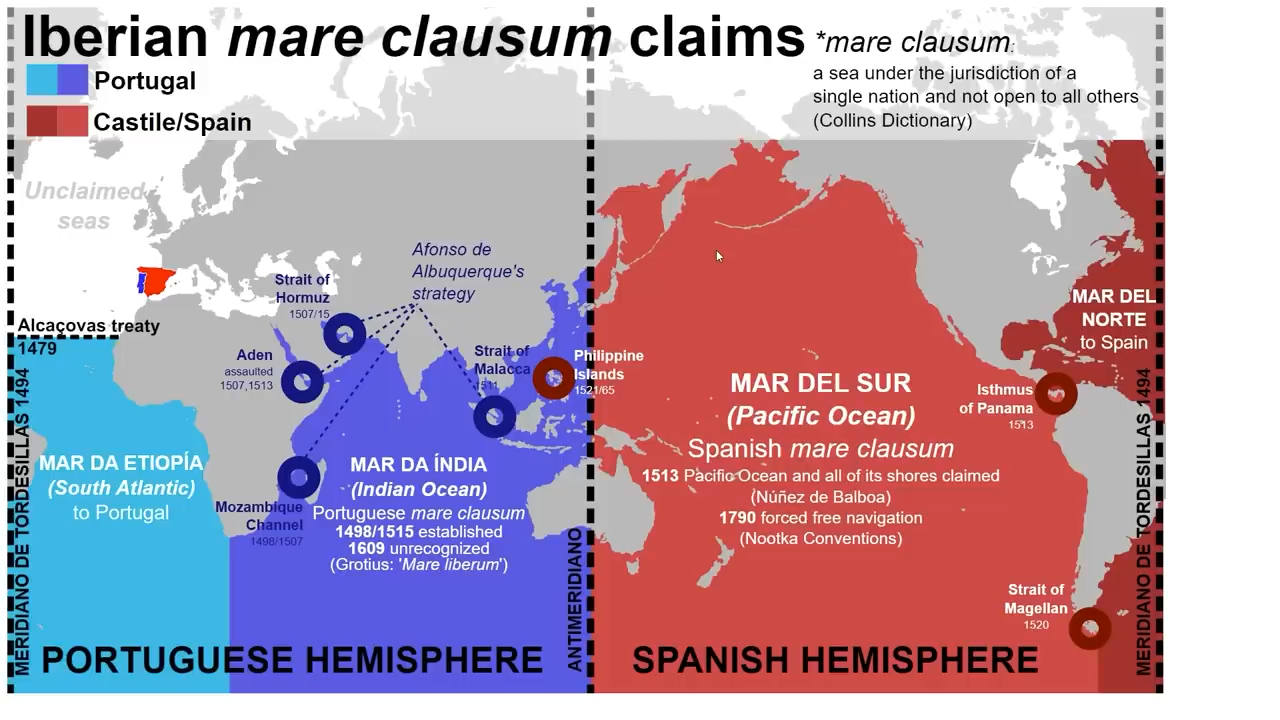 Iberian mare clausum claims
*mare clausum:
a sea under the jurisdiction of a
single nation and not open to all others
(Collins Dictionary)
Portugal
Castile/Spain
Unclaimed
seas
Afonso de
Albuquerque's
strategy
Strait of
Hormuz
1507/15
Alcaçovas treaty
1479
Aden
assaulted
1507,1513
Strait of
Malacca
1511
Philippine
Islands
1521/65
MAR DEL
NORTE
to Spain
Isthmus
of Panama
1513
MAR DEL SUR
(Pacific Ocean)
Spanish mare clausum
1513 Pacific Ocean and all of its shores claimed
(Núñez de Balboa)
1790 forced free navigation
(Nootka Conventions)
MAR DA ETIOPÍA
(South Atlantic)
to Portugal
MAR DA ÍNDIA
(Indian Ocean)
Portuguese mare clausum
1498/1515 established
1609 unrecognized
(Grotius: 'Mare liberum')
Mozambique
Channel
1498/1507
Strait of
Magellan
1520
MERIDIANO DE TORDESILLAS 1494
ANTIMERIDIANO
MERIDIANO DE TORDESILLAS 1494
PORTUGUESE HEMISPHERE
SPANISH HEMISPHERE